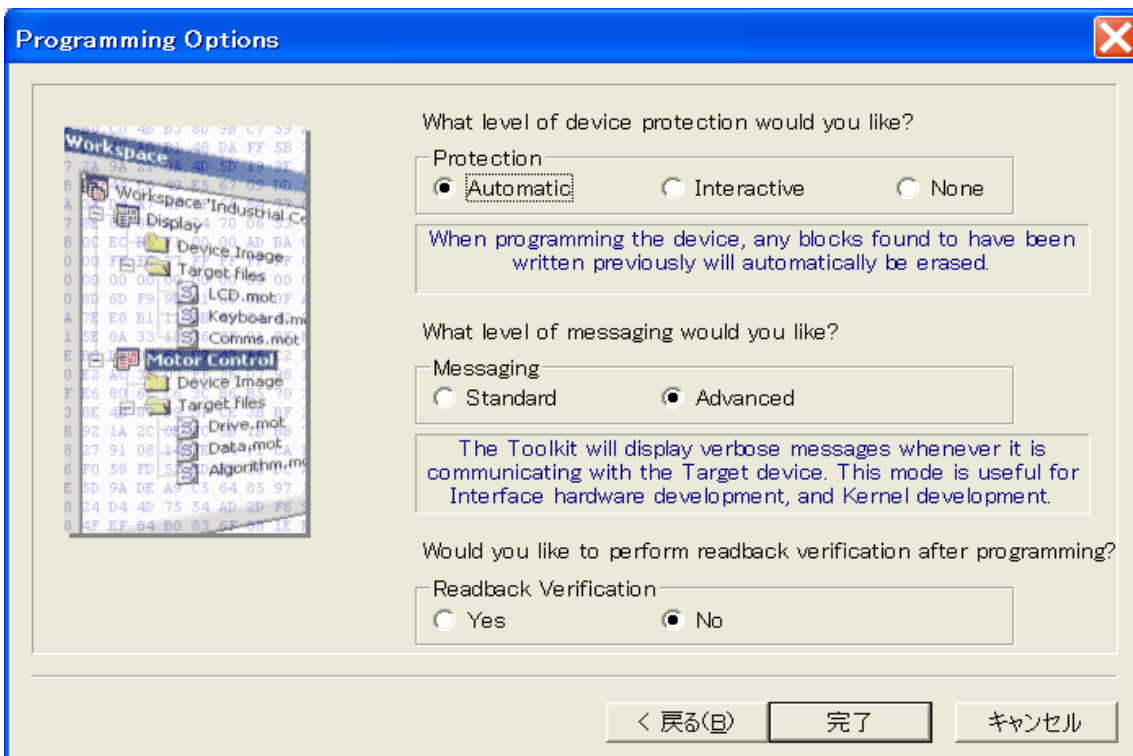 Programming Options
What level of device protection would you like?
Protection
Automatic Interactive None
When programming the device, any blocks found to have been
written previously will automatically be erased.
What level of messaging would you like?
Messaging
Standard Advanced
The Toolkit will display verbose messages whenever it is
communicating with the Target device. This mode is useful for
Interface hardware development, and Kernel development.
Would you like to perform readback verification after programming?
Readback Verification
Yes No
Workspace
Workspace 'Industrial
Display
Device Image
Target files
LCD.mot
Keyboard.m
Comms.mot
Motor Control
Device Image
Target files
Drive.mot
Data.mot
Algorithm.mo
< 戻る(B) 完了 キャンセル